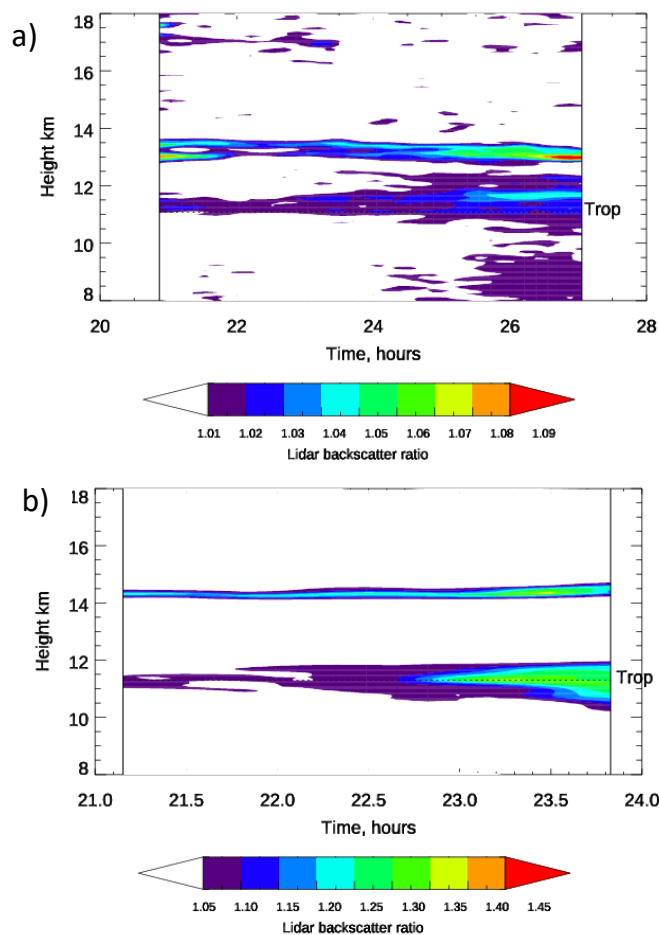 a)
18
16
14
12
10
8
Height km
Trop
20 22 24 26 28
Time, hours
1.01 1.02 1.03 1.04 1.05 1.06 1.07 1.08 1.09
Lidar backscatter ratio
b)
18
16
14
12
10
8
Height km
Trop
21.0 21.5 22.0 22.5 23.0 23.5 24.0
Time, hours
1.05 1.10 1.15 1.20 1.25 1.30 1.35 1.40 1.45
Lidar backscatter ratio